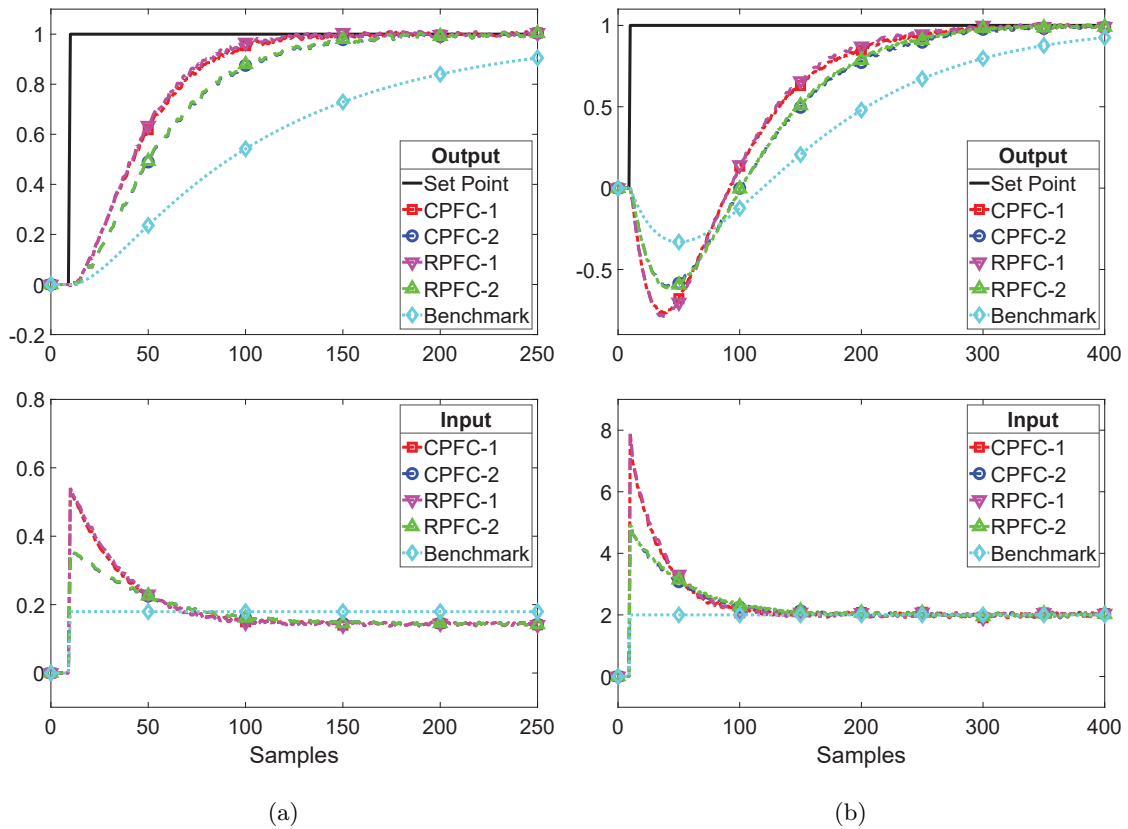 1
0.8
0.6
0.4
0.2
0
-0.2
0 50 100 150 200 250
Output
Set Point
CPFC-1
CPFC-2
RPFC-1
RPFC-2
Benchmark
1
0.5
0
-0.5
0 100 200 300 400
Output
Set Point
CPFC-1
CPFC-2
RPFC-1
RPFC-2
Benchmark
0.8
0.6
0.4
0.2
0
0 50 100 150 200 250
Samples
Input
CPFC-1
CPFC-2
RPFC-1
RPFC-2
Benchmark
(a)
8
6
4
2
0
0 100 200 300 400
Samples
Input
CPFC-1
CPFC-2
RPFC-1
RPFC-2
Benchmark
(b)